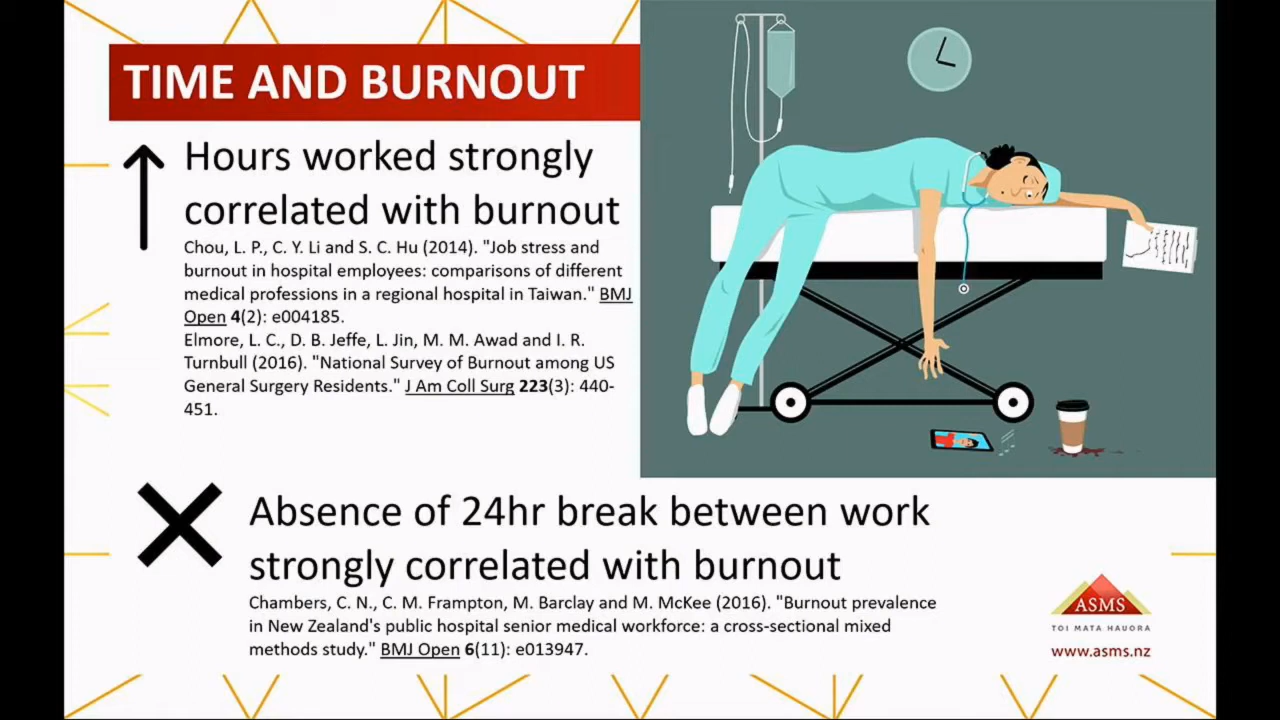 TIME AND BURNOUT
Hours worked strongly
correlated with burnout
Chou, L. P., C. Y. Li and S. C. Hu (2014). "Job stress and
burnout in hospital employees: comparisons of different
medical professions in a regional hospital in Taiwan." BMJ
Open 4(2): e004185.
Elmore, L. C., D. B. Jeffe, L. Jin, M. M. Awad and I. R.
Turnbull (2016). "National Survey of Burnout among US
General Surgery Residents." J Am Coll Surg 223(3): 440-
451.
Absence of 24hr break between work
strongly correlated with burnout
Chambers, C. N., C. M. Frampton, M. Barclay and M. McKee (2016). "Burnout prevalence
in New Zealand's public hospital senior medical workforce: a cross-sectional mixed
methods study." BMJ Open 6(11): e013947.
ASMS
TOI MATA HAUORA
www.asms.nz